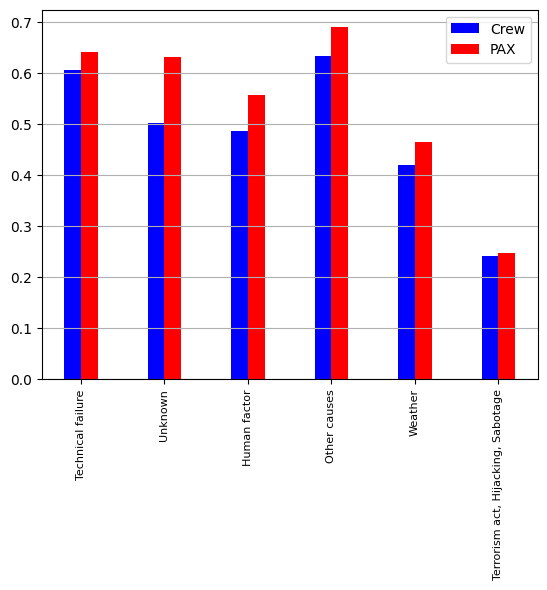 0.7
0.6
0.5
0.4
0.3
0.2
0.1
0.0
Crew
PAX
Technical failure
Unknown
Human factor
Other causes
Weather
Terrorism act, Hijacking, Sabotage